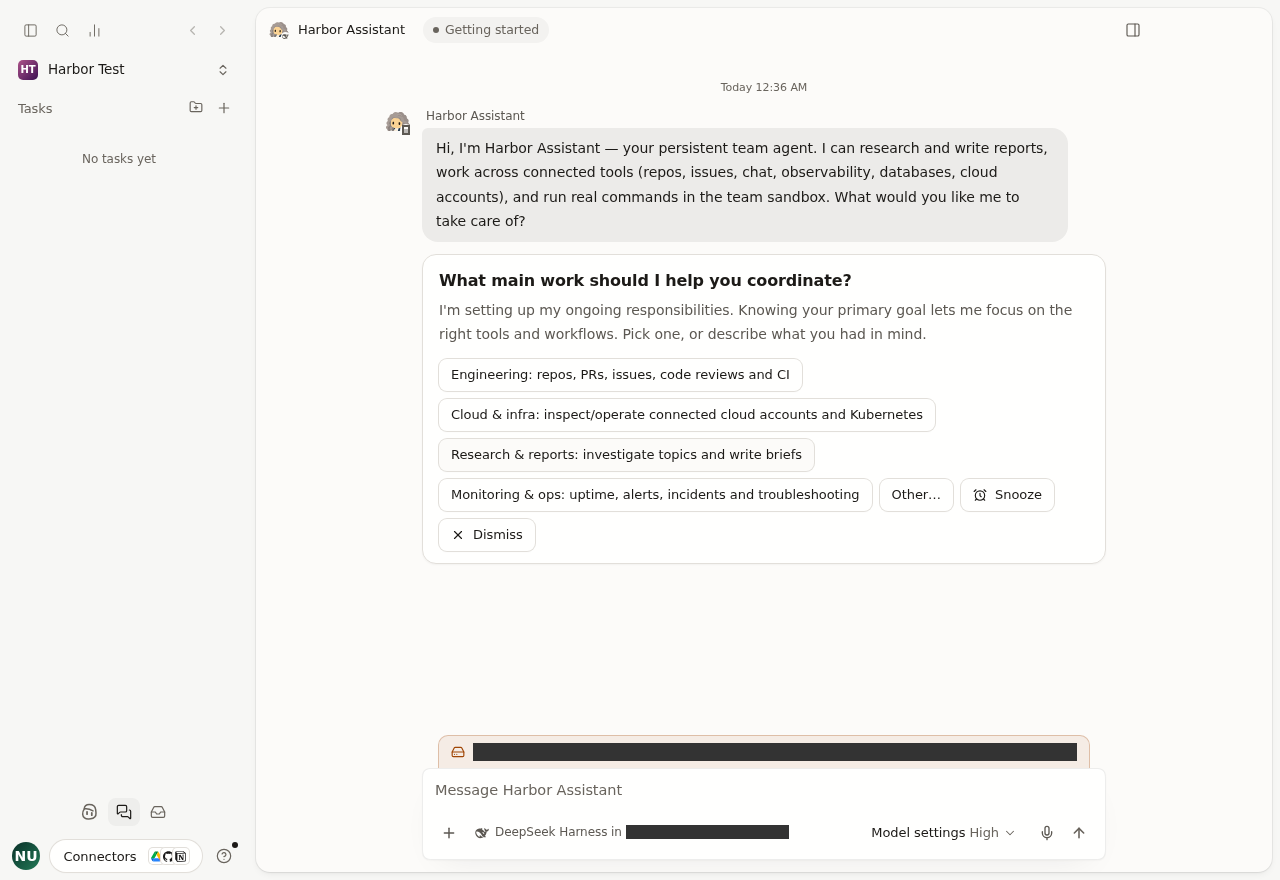 Harbor Assistant
Getting started
HT
Harbor Test
Tasks
No tasks yet
Today 12:36 AM
Harbor Assistant
Hi, I'm Harbor Assistant — your persistent team agent. I can research and write reports,
work across connected tools (repos, issues, chat, observability, databases, cloud
accounts), and run real commands in the team sandbox. What would you like me to
take care of?
What main work should I help you coordinate?
I'm setting up my ongoing responsibilities. Knowing your primary goal lets me focus on the
right tools and workflows. Pick one, or describe what you had in mind.
Engineering: repos, PRs, issues, code reviews and CI
Cloud & infra: inspect/operate connected cloud accounts and Kubernetes
Research & reports: investigate topics and write briefs
Monitoring & ops: uptime, alerts, incidents and troubleshooting
Other…
Snooze
Dismiss
Message Harbor Assistant
DeepSeek Harness in
Model settings High
NU
Connectors